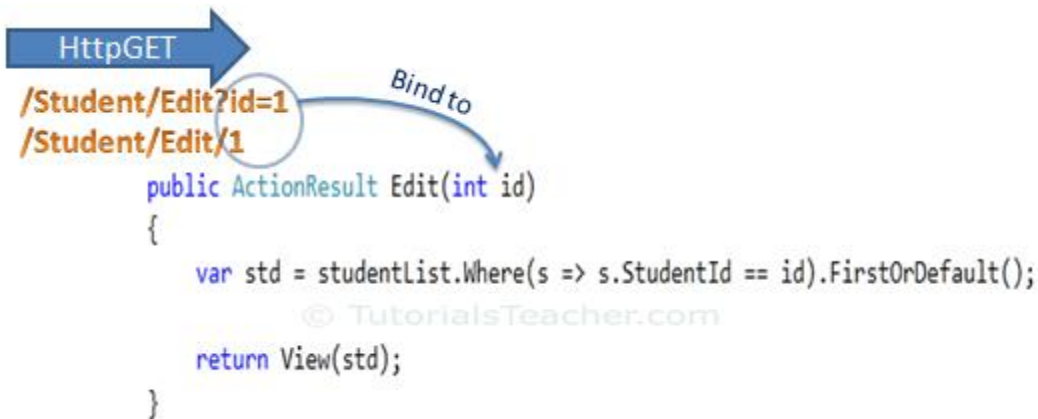 HttpGET
/Student/Edit?id=1
Bind to
/Student/Edit/1
public ActionResult Edit(int id)
{
var std = studentList.Where(s => s.StudentId == id).FirstOrDefault();
© TutorialsTeacher.com
return View(std);
}